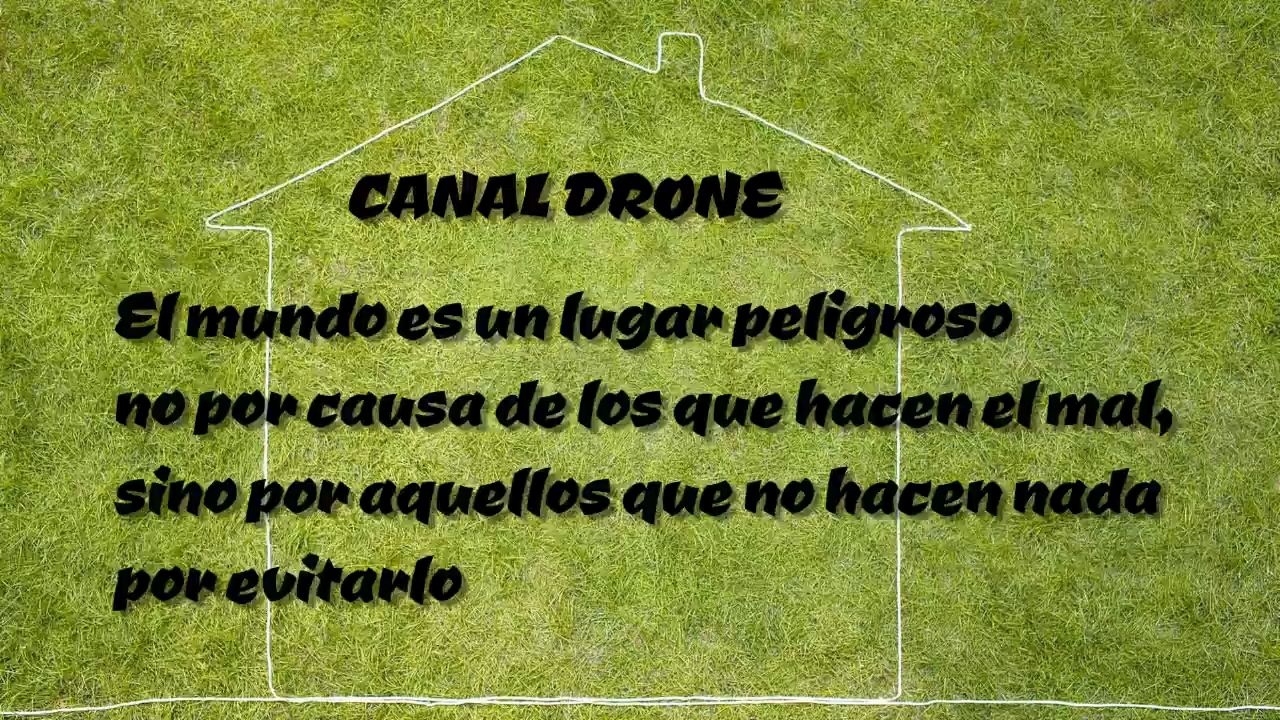 CANAL DRONE
El mundo es un lugar peligroso
no por causa de los que hacen el mal,
sino por aquellos que no hacen nada
por evitarlo